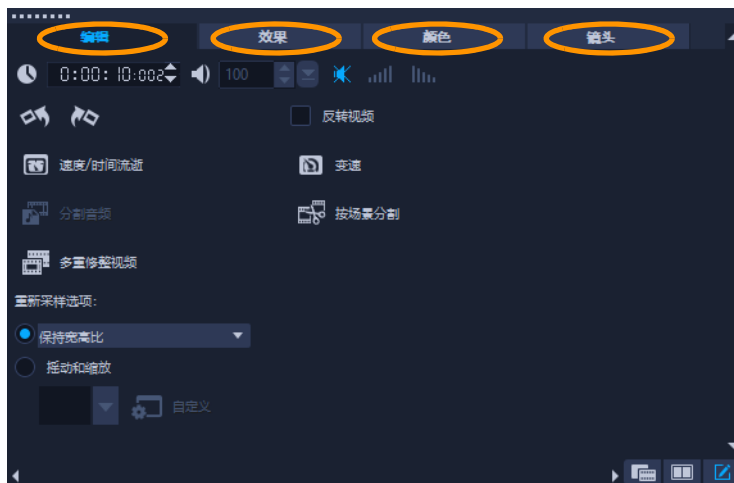 编辑 效果 颜色 镜头
0:00:10:002 100
反转视频
速度/时间流逝 变速
分割音频 按场景分割
多重修整视频
重新采样选项:
保持宽高比
摇动和缩放
自定义